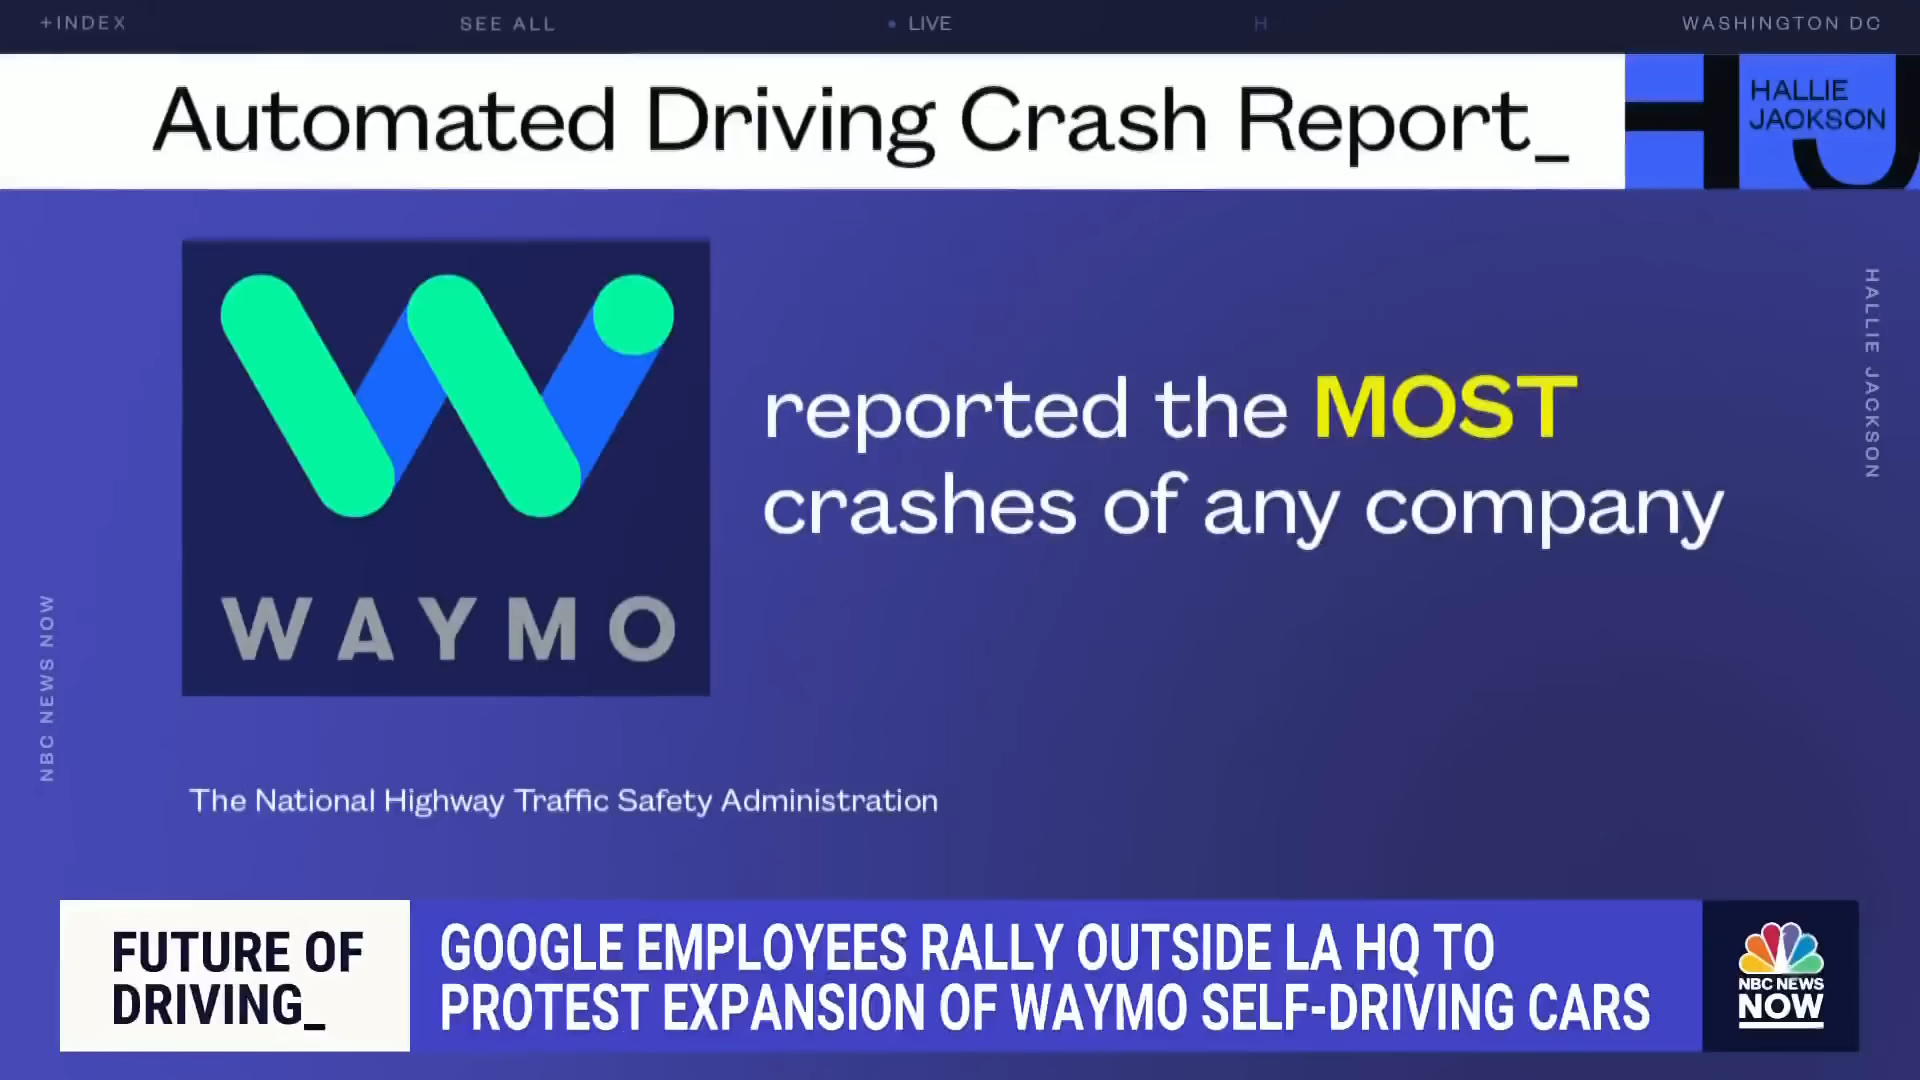 +INDEX
SEE ALL
• LIVE
H
WASHINGTON DC
Automated Driving Crash Report_
HALLIE
JACKSON
WAYMO
reported the MOST
crashes of any company
HALLIE JACKSON
NBC NEWS NOW
The National Highway Traffic Safety Administration
FUTURE OF
DRIVING_
GOOGLE EMPLOYEES RALLY OUTSIDE LA HQ TO
PROTEST EXPANSION OF WAYMO SELF-DRIVING CARS
NBC NEWS
NOW